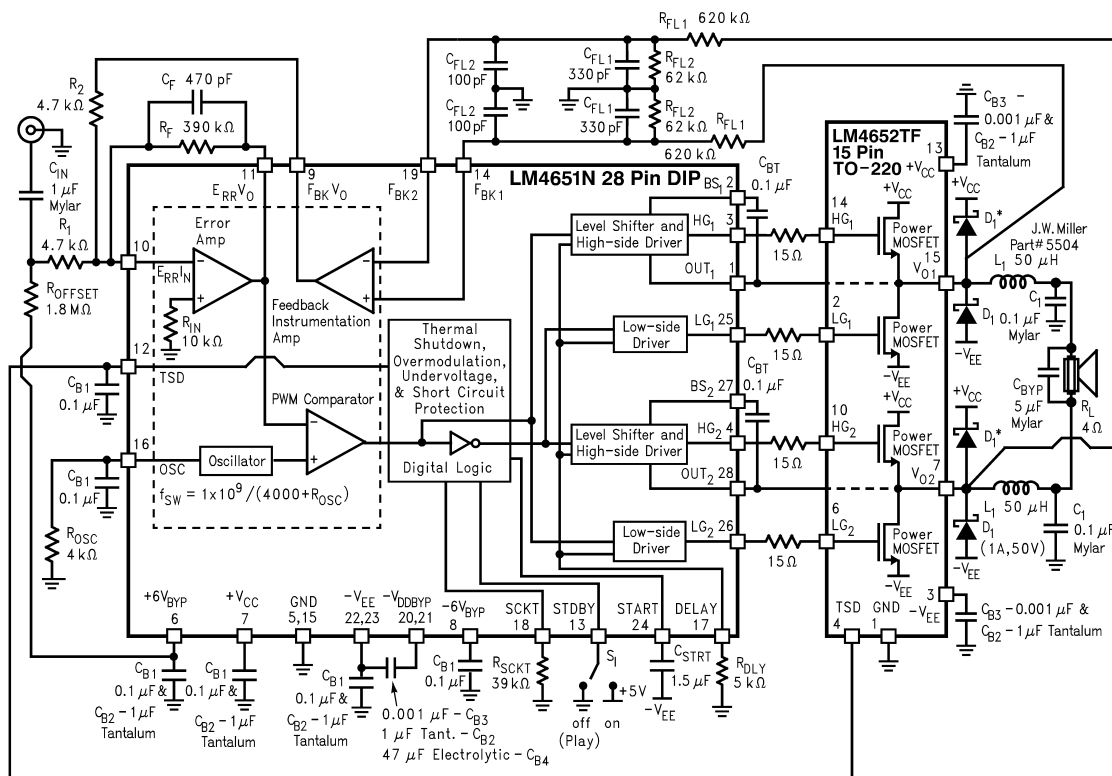 R_FL1 620 kΩ
C_F 470 pF
R_2
4.7 kΩ
R_F 390 kΩ
C_FL2
100 pF
C_FL1
330 pF
R_FL2
62 kΩ
C_FL2
100 pF
C_FL1
330 pF
R_FL2
62 kΩ
R_FL1
620 kΩ
C_B3 -
0.001 μF &
C_B2 - 1 μF
Tantalum
C_IN
1 μF
Mylar
R_1
4.7 kΩ
R_OFFSET
1.8 MΩ
11
E_RR V_O
9
F_BK V_O
19
F_BK2
14
F_BK1
LM4651N 28 Pin DIP
LM4652TF
15 Pin
TO-220
13
+V_CC
C_BT
0.1 μF
BS_1 2
3
HG_1
OUT_1 1
LG_1 25
BS_2 27
HG_2 4
OUT_2 28
LG_2 26
C_BT
0.1 μF
15Ω
15Ω
15Ω
15Ω
10
E_RR IN
Error
Amp
−
+
R_IN
10 kΩ
−
+
Feedback
Instrumentation
Amp
12
TSD
C_B1
0.1 μF
16
OSC
C_B1
0.1 μF
Oscillator
PWM Comparator
−
+
f_SW = 1x10^9/(4000+R_OSC)
R_OSC
4 kΩ
Thermal
Shutdown,
Overmodulation,
Undervoltage,
& Short Circuit
Protection
Digital Logic
Level Shifter and
High-side Driver
Low-side
Driver
Level Shifter and
High-side Driver
Low-side
Driver
14
HG_1
+V_CC
Power
MOSFET
15
V_O1
2
LG_1
Power
MOSFET
-V_EE
+V_CC
10
HG_2
Power
MOSFET
7
V_O2
6
LG_2
Power
MOSFET
-V_EE
3
-V_EE
TSD
4
GND
1
+V_CC
D_1*
D_1
-V_EE
+V_CC
D_1*
D_1
(1A,50V)
-V_EE
J.W. Miller
Part# 5504
L_1 50 μH
C_1
0.1 μF
Mylar
C_BYP
5 μF
Mylar
R_L
4Ω
L_1 50 μH
C_1
0.1 μF
Mylar
C_B3 - 0.001 μF &
C_B2 - 1 μF Tantalum
+6V_BYP
6
+V_CC
7
GND
5,15
-V_EE
22,23
-V_DDBYP
20,21
-6V_BYP
8
SCKT
18
STDBY
13
START
24
DELAY
17
C_B1
0.1 μF &
C_B2 - 1 μF
Tantalum
C_B1
0.1 μF &
C_B2 - 1 μF
Tantalum
C_B1
0.1 μF &
C_B2 - 1 μF
Tantalum
0.001 μF - C_B3
1 μF Tant. - C_B2
47 μF Electrolytic - C_B4
C_B1
0.1 μF
R_SCKT
39 kΩ
S_1
+5V
off
(Play)
on
C_STRT
1.5 μF
-V_EE
R_DLY
5 kΩ